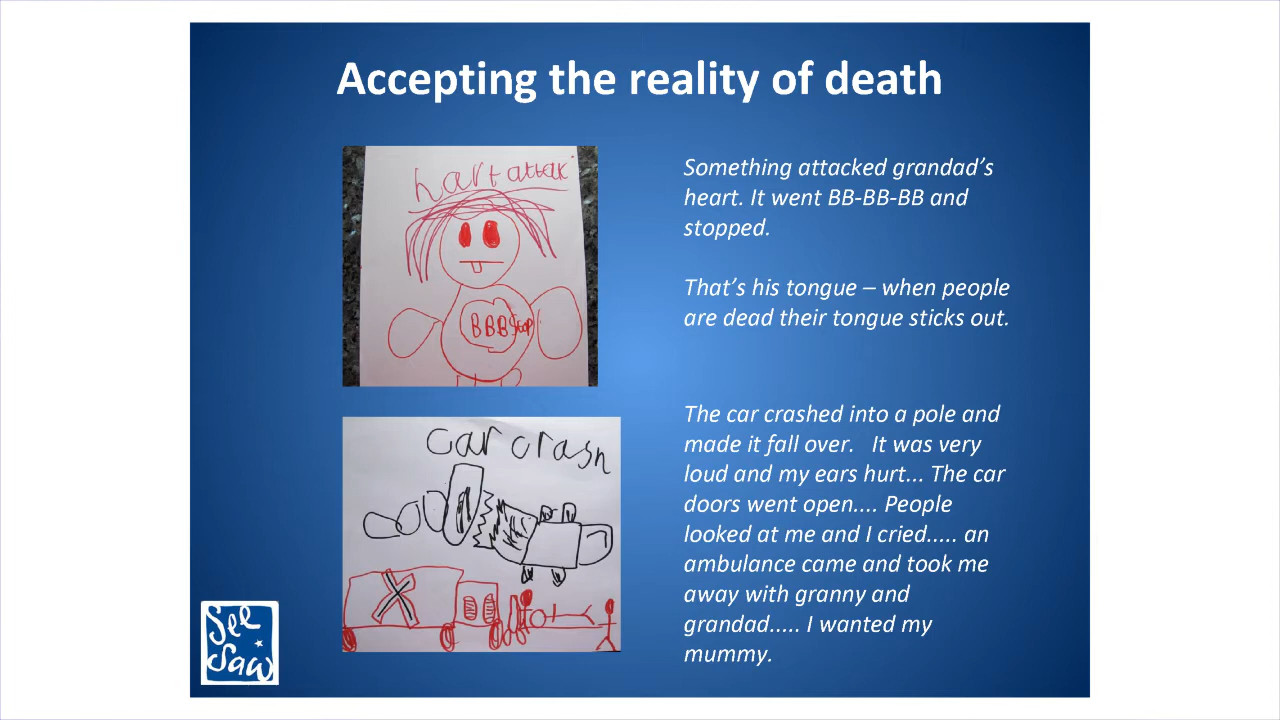 Accepting the reality of death
hart attak
BBB Stop
Something attacked grandad's
heart. It went BB-BB-BB and
stopped.
That's his tongue – when people
are dead their tongue sticks out.
car crash
The car crashed into a pole and
made it fall over.   It was very
loud and my ears hurt... The car
doors went open.... People
looked at me and I cried..... an
ambulance came and took me
away with granny and
grandad..... I wanted my
mummy.
See
Saw